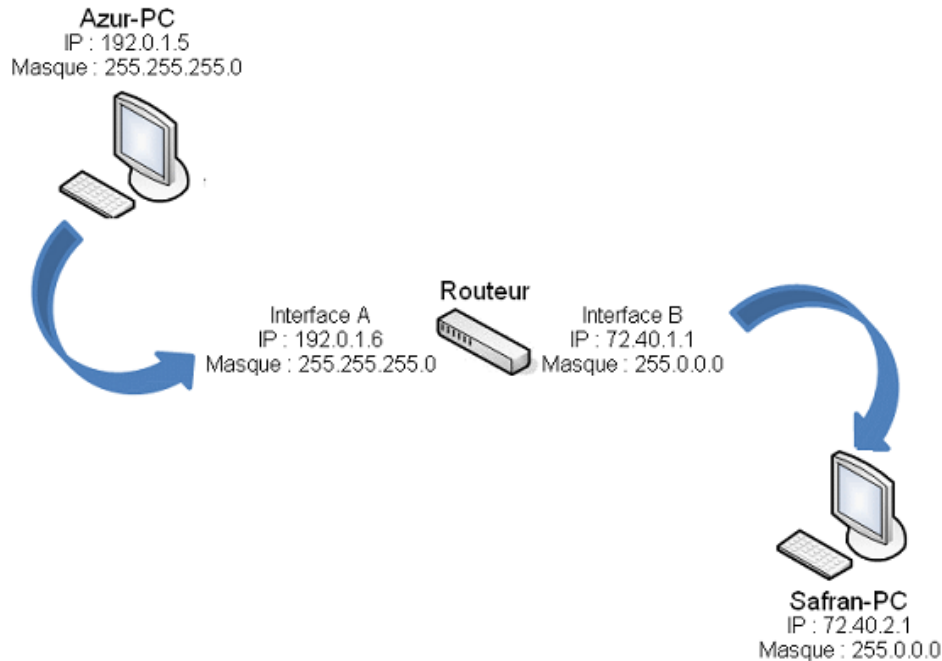 Azur-PC
IP : 192.0.1.5
Masque : 255.255.255.0
Routeur
Interface A
IP : 192.0.1.6
Masque : 255.255.255.0
Interface B
IP : 72.40.1.1
Masque : 255.0.0.0
Safran-PC
IP : 72.40.2.1
Masque : 255.0.0.0